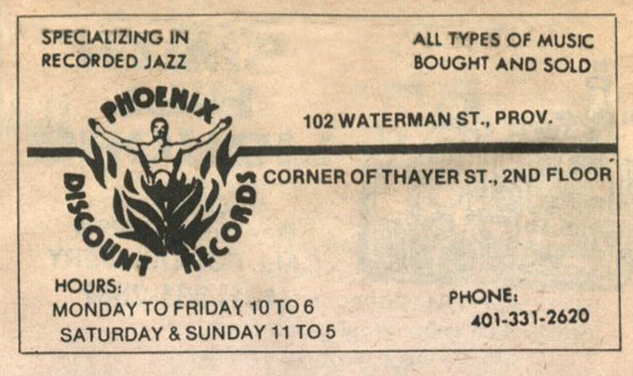 SPECIALIZING IN
RECORDED JAZZ
ALL TYPES OF MUSIC
BOUGHT AND SOLD
PHOENIX
DISCOUNT RECORDS
102 WATERMAN ST., PROV.
CORNER OF THAYER ST., 2ND FLOOR
HOURS:
MONDAY TO FRIDAY 10 TO 6
SATURDAY & SUNDAY 11 TO 5
PHONE:
401-331-2620